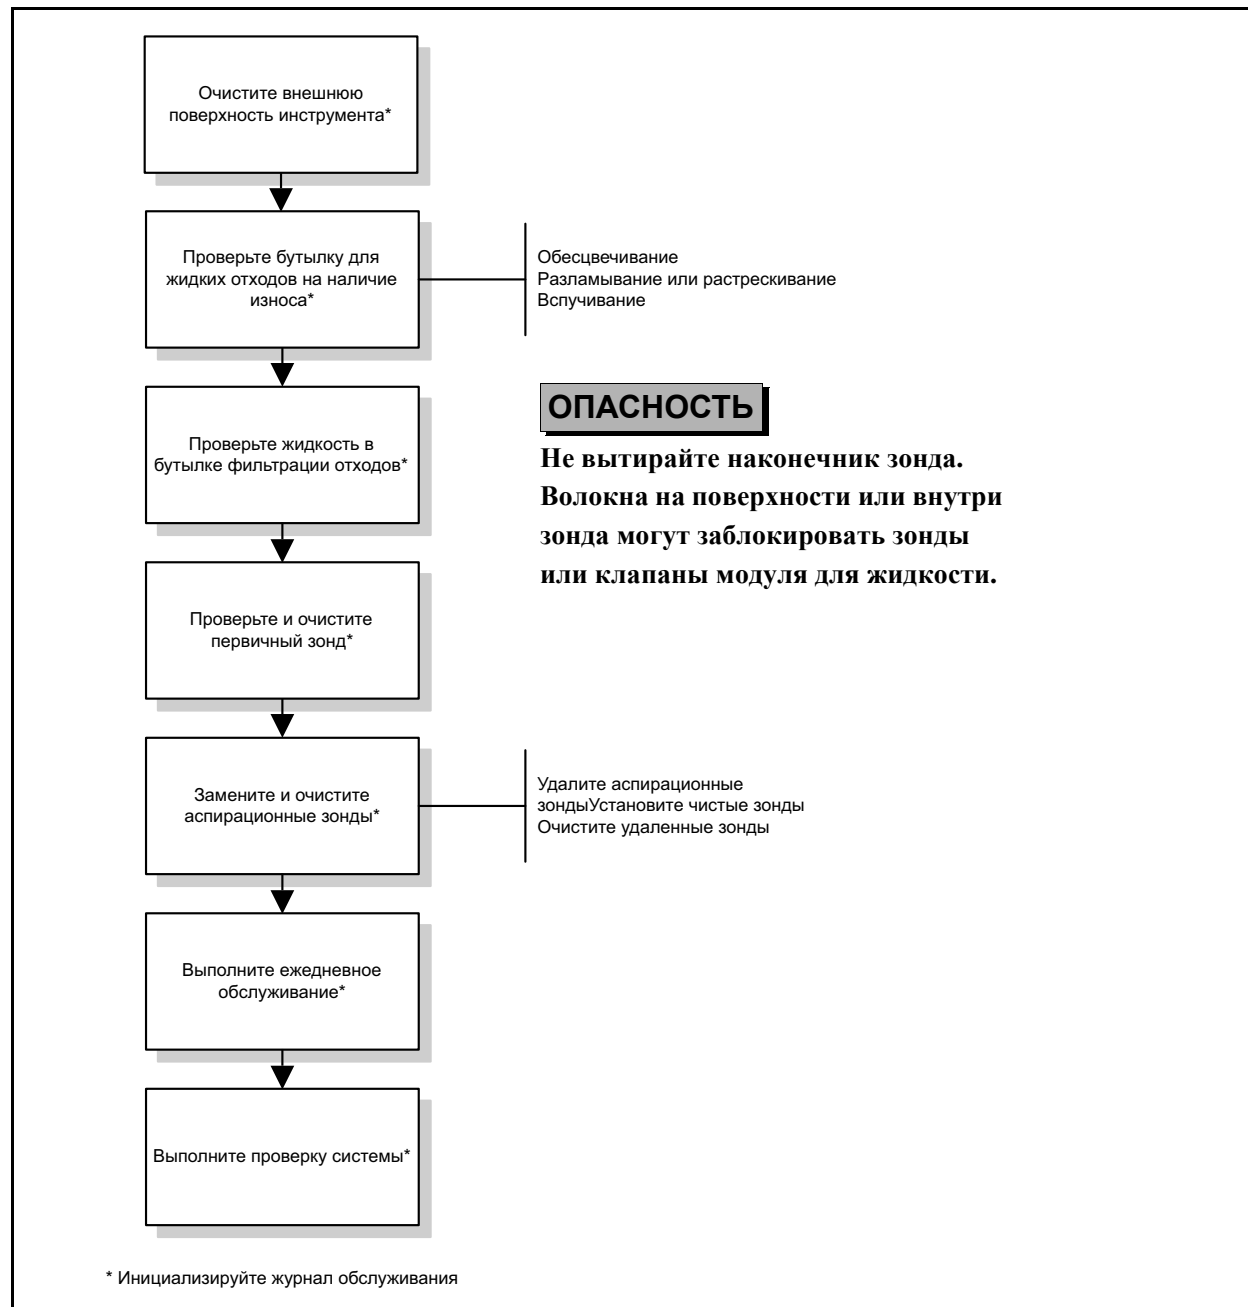 Очистите внешнюю
поверхность инструмента*
Проверьте бутылку для
жидких отходов на наличие
износа*
Обесцвечивание
Разламывание или растрескивание
Вспучивание
Проверьте жидкость в
бутылке фильтрации отходов*
ОПАСНОСТЬ
Не вытирайте наконечник зонда.
Волокна на поверхности или внутри
зонда могут заблокировать зонды
или клапаны модуля для жидкости.
Проверьте и очистите
первичный зонд*
Замените и очистите
аспирационные зонды*
Удалите аспирационные
зондыУстановите чистые зонды
Очистите удаленные зонды
Выполните ежедневное
обслуживание*
Выполните проверку системы*
* Инициализируйте журнал обслуживания